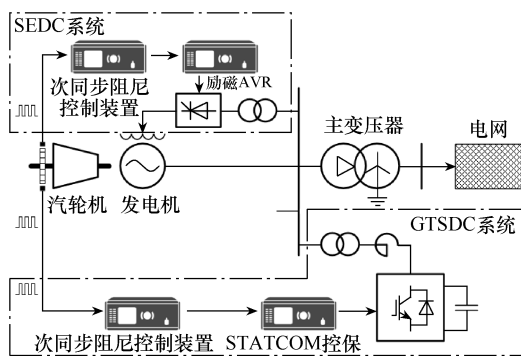 SEDC系统
次同步阻尼
控制装置
励磁AVR
主变压器
电网
汽轮机
发电机
GTSDC系统
次同步阻尼控制装置
STATCOM控保